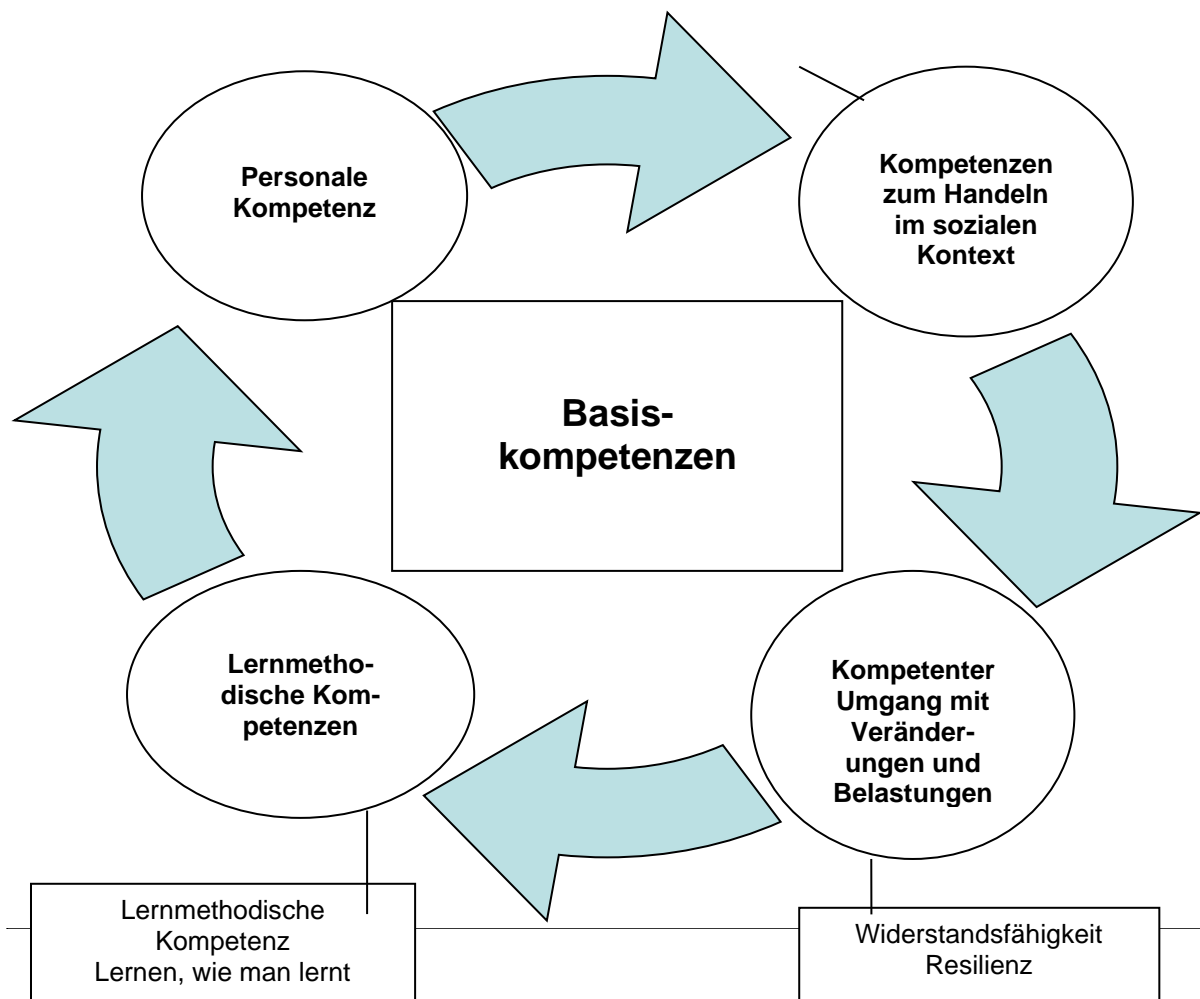 Personale
Kompetenz
Kompetenzen
zum Handeln
im sozialen
Kontext
Basis-
kompetenzen
Lernmetho-
dische Kom-
petenzen
Kompetenter
Umgang mit
Veränder-
ungen und
Belastungen
Lernmethodische
Kompetenz
Lernen, wie man lernt
Widerstandsfähigkeit
Resilienz